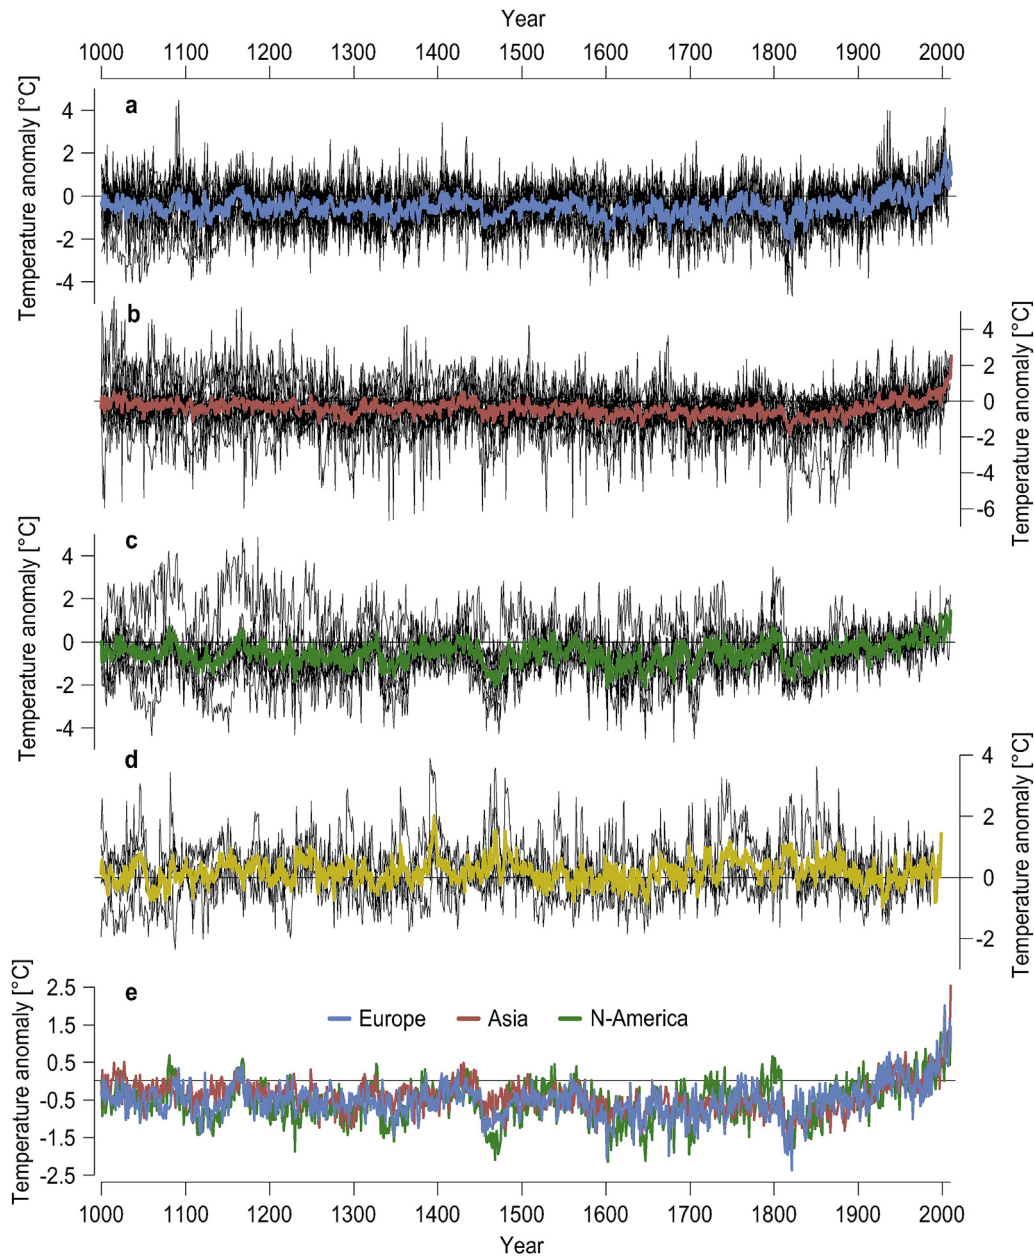 Year
1000 1100 1200 1300 1400 1500 1600 1700 1800 1900 2000
a
Temperature anomaly [°C]
4
2
0
-2
-4
b
Temperature anomaly [°C]
4
2
0
-2
-4
-6
c
Temperature anomaly [°C]
4
2
0
-2
-4
d
Temperature anomaly [°C]
4
2
0
-2
e
Temperature anomaly [°C]
2.5
1.5
0.5
-0.5
-1.5
-2.5
Europe Asia N-America
1000 1100 1200 1300 1400 1500 1600 1700 1800 1900 2000
Year